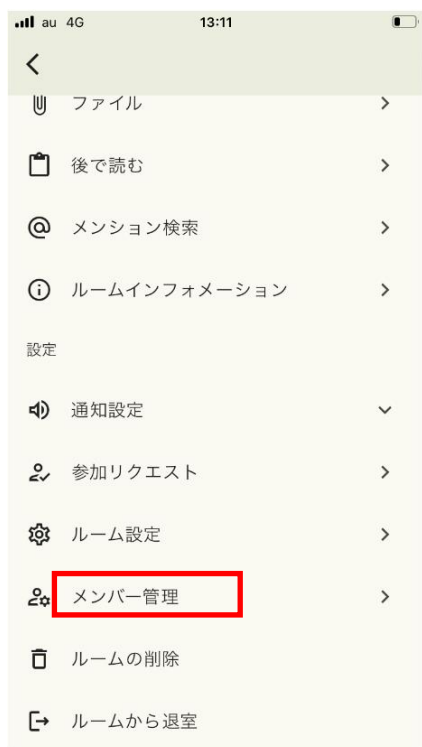 au 4G 13:11
ファイル
後で読む
メンション検索
ルームインフォメーション
設定
通知設定
参加リクエスト
ルーム設定
メンバー管理
ルームの削除
ルームから退室